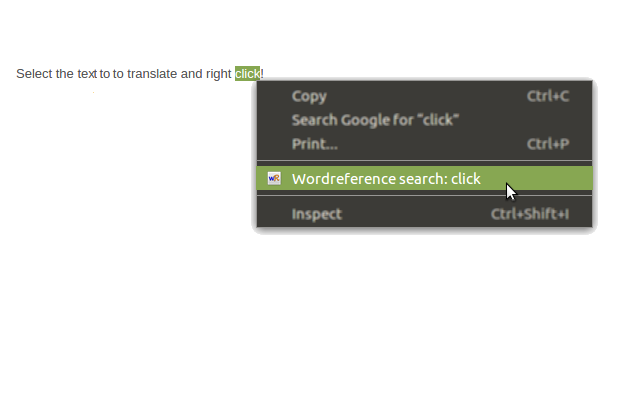 Select the text to to translate and right click!
Copy Ctrl+C
Search Google for “click”
Print... Ctrl+P
WR Wordreference search: click
Inspect Ctrl+Shift+I